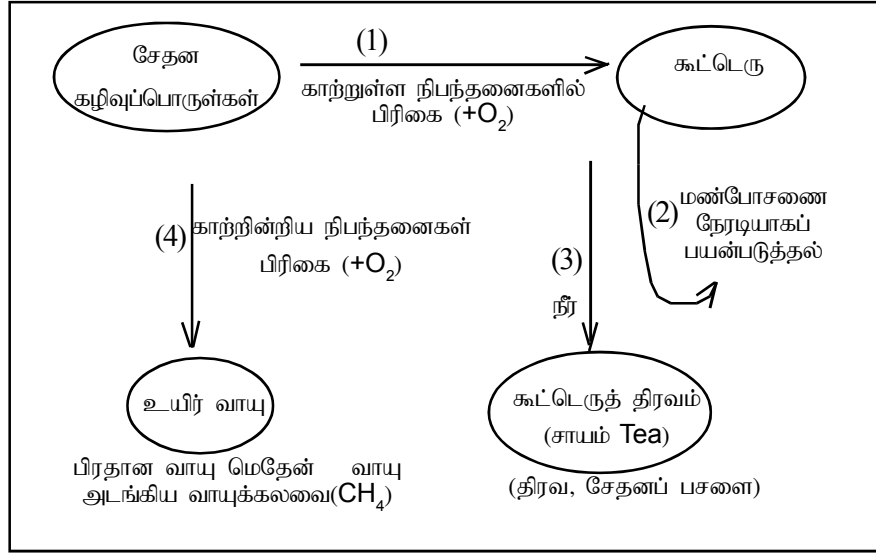 சேதன
கழிவுப்பொருள்கள்
(1)
காற்றுள்ள நிபந்தனைகளில்
பிரிகை (+O₂)
கூட்டெரு
(2) மண்போசணை
நேரடியாகப்
பயன்படுத்தல்
(3)
நீர்
(4) காற்றின்றிய நிபந்தனைகள்
பிரிகை (+O₂)
உயிர் வாயு
பிரதான வாயு மெதேன் வாயு
அடங்கிய வாயுக்கலவை(CH₄)
கூட்டெருத் திரவம்
(சாயம் Tea)
(திரவ, சேதனப் பசளை)